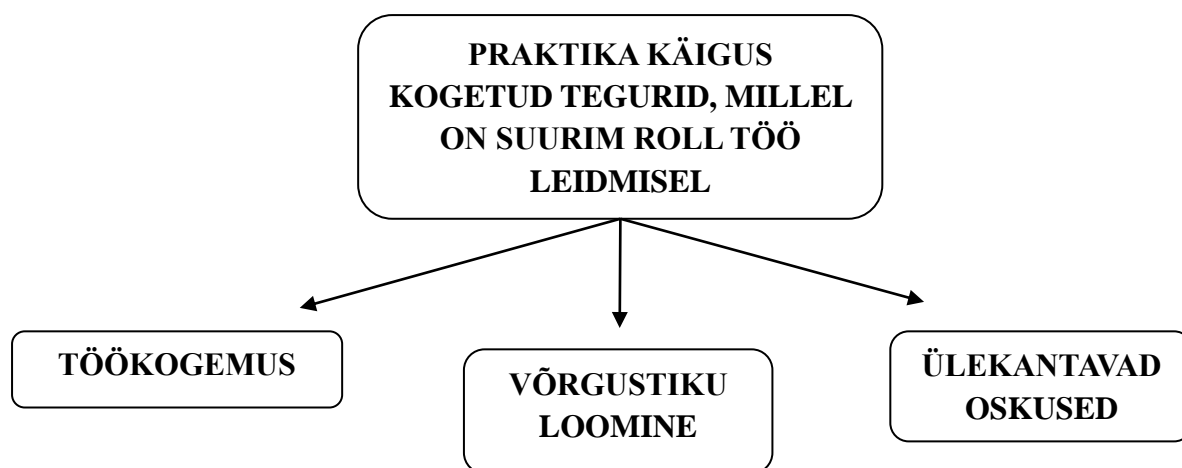 PRAKTIKA KÄIGUS
KOGETUD TEGURID, MILLEL
ON SUURIM ROLL TÖÖ
LEIDMISEL
TÖÖKOGEMUS
VÕRGUSTIKU
LOOMINE
ÜLEKANTAVAD
OSKUSED